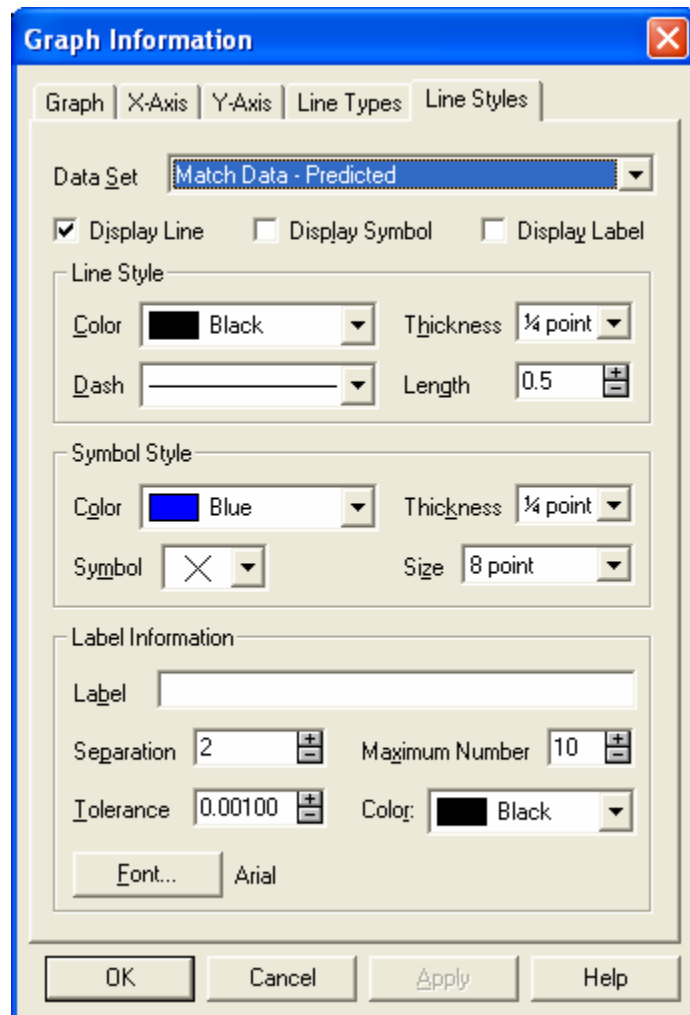 Graph Information
Graph X-Axis Y-Axis Line Types Line Styles
Data Set Match Data - Predicted
Display Line Display Symbol Display Label
Line Style
Color Black Thickness ¼ point
Dash Length 0.5
Symbol Style
Color Blue Thickness ¼ point
Symbol Size 8 point
Label Information
Label
Separation 2 Maximum Number 10
Tolerance 0.00100 Color: Black
Font... Arial
OK Cancel Apply Help